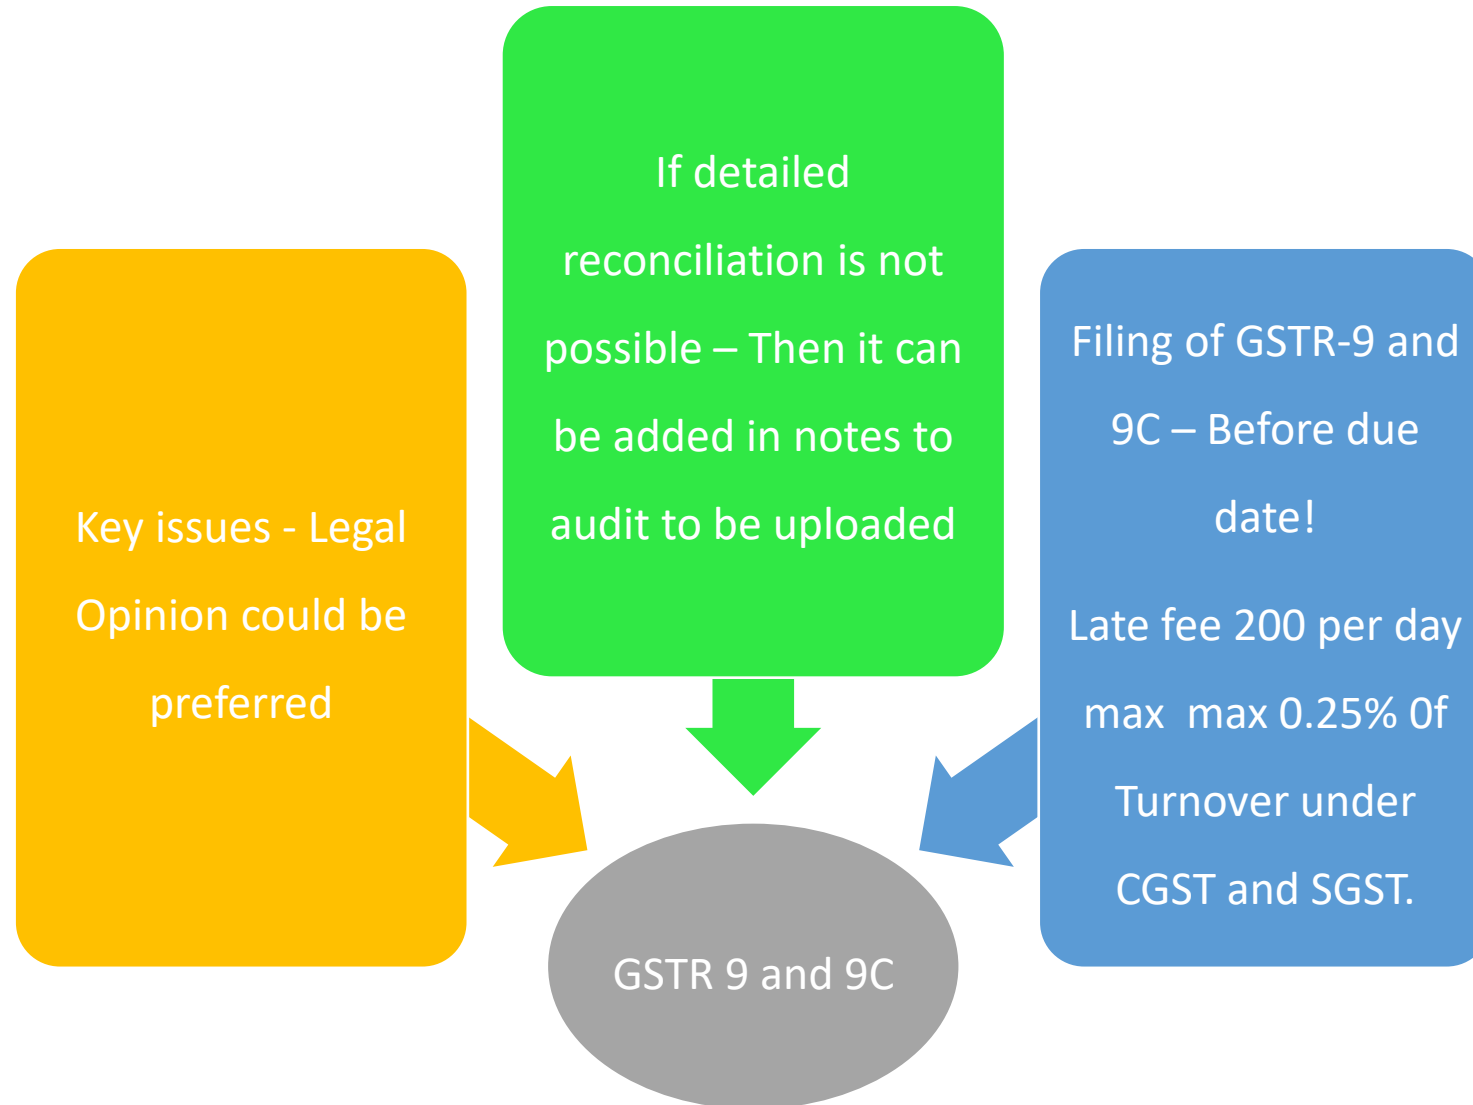 Key issues - Legal
Opinion could be
preferred
If detailed
reconciliation is not
possible – Then it can
be added in notes to
audit to be uploaded
Filing of GSTR-9 and
9C – Before due
date!
Late fee 200 per day
max  max 0.25% 0f
Turnover under
CGST and SGST.
GSTR 9 and 9C